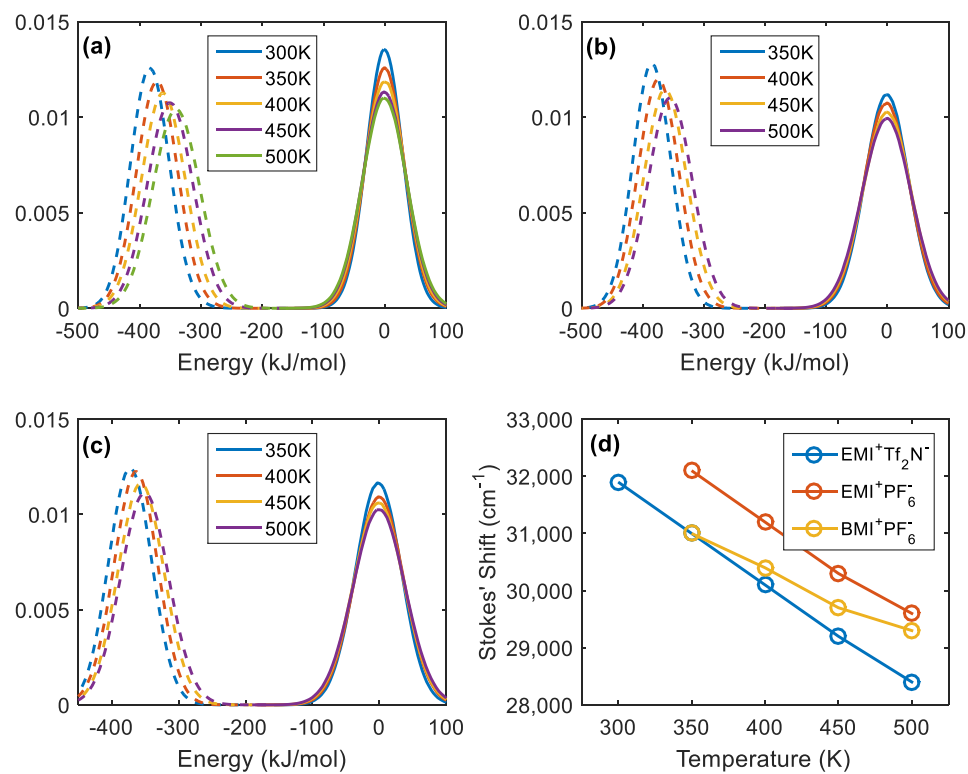 (a)
0.015
0.01
0.005
0
300K
350K
400K
450K
500K
-500 -400 -300 -200 -100 0 100
Energy (kJ/mol)
(b)
0.015
0.01
0.005
0
350K
400K
450K
500K
-500 -400 -300 -200 -100 0 100
Energy (kJ/mol)
(c)
0.015
0.01
0.005
0
350K
400K
450K
500K
-400 -300 -200 -100 0 100
Energy (kJ/mol)
(d)
33,000
32,000
31,000
30,000
29,000
28,000
Stokes' Shift (cm⁻¹)
EMI⁺Tf₂N⁻
EMI⁺PF₆⁻
BMI⁺PF₆⁻
300 350 400 450 500
Temperature (K)